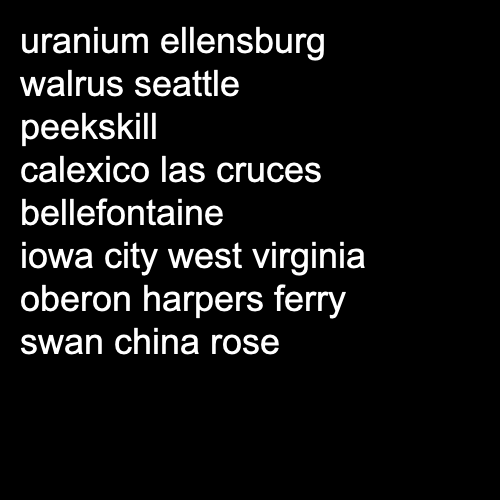 uranium ellensburg
walrus seattle
peekskill
calexico las cruces
bellefontaine
iowa city west virginia
oberon harpers ferry
swan china rose